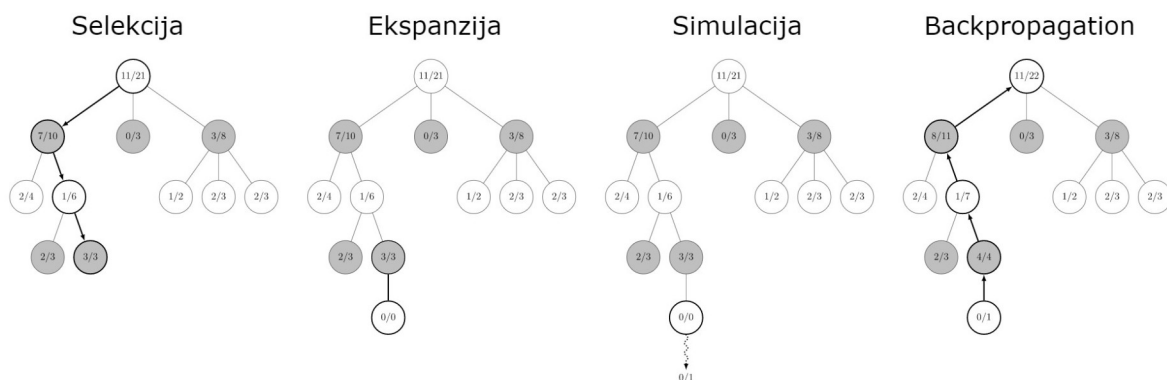 Selekcija Ekspanzija Simulacija Backpropagation
11/21 11/21 11/21 11/22
7/10 0/3 3/8 7/10 0/3 3/8 7/10 0/3 3/8 8/11 0/3 3/8
2/4 1/6 1/2 2/3 2/3 2/4 1/6 1/2 2/3 2/3 2/4 1/6 1/2 2/3 2/3 2/4 1/7 1/2 2/3 2/3
2/3 3/3 2/3 3/3 2/3 3/3 2/3 4/4
0/0 0/0 0/1
0/1